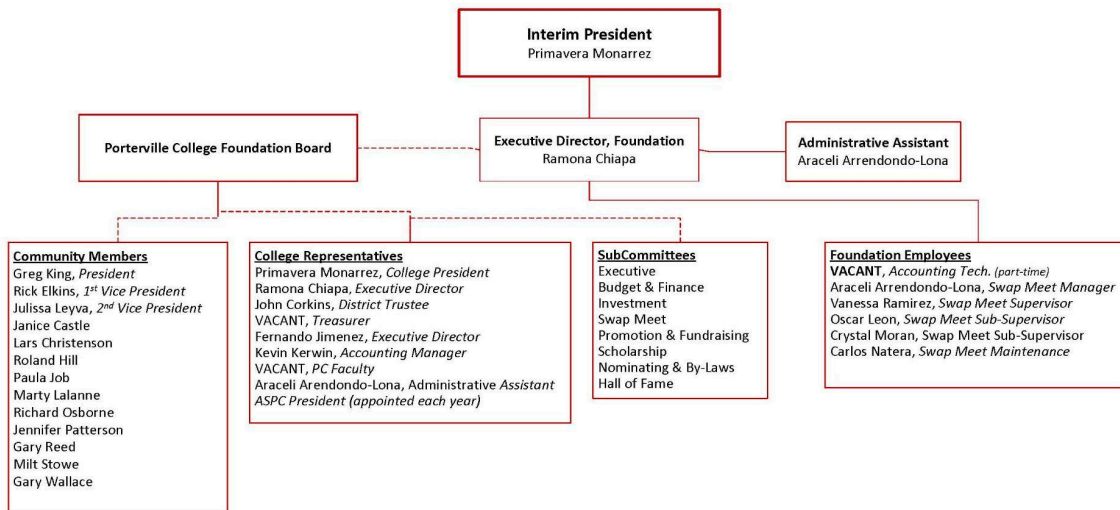 Interim President
Primavera Monarrez
Porterville College Foundation Board
Executive Director, Foundation
Ramona Chiapa
Administrative Assistant
Araceli Arrendondo-Lona
Community Members
Greg King, President
Rick Elkins, 1st Vice President
Julissa Leyva, 2nd Vice President
Janice Castle
Lars Christenson
Roland Hill
Paula Job
Marty Lalanne
Richard Osborne
Jennifer Patterson
Gary Reed
Milt Stowe
Gary Wallace
College Representatives
Primavera Monarrez, College President
Ramona Chiapa, Executive Director
John Corkins, District Trustee
VACANT, Treasurer
Fernando Jimenez, Executive Director
Kevin Kerwin, Accounting Manager
VACANT, PC Faculty
Araceli Arendondo-Lona, Administrative Assistant
ASPC President (appointed each year)
SubCommittees
Executive
Budget & Finance
Investment
Swap Meet
Promotion & Fundraising
Scholarship
Nominating & By-Laws
Hall of Fame
Foundation Employees
VACANT, Accounting Tech. (part-time)
Araceli Arrendondo-Lona, Swap Meet Manager
Vanessa Ramirez, Swap Meet Supervisor
Oscar Leon, Swap Meet Sub-Supervisor
Crystal Moran, Swap Meet Sub-Supervisor
Carlos Natera, Swap Meet Maintenance